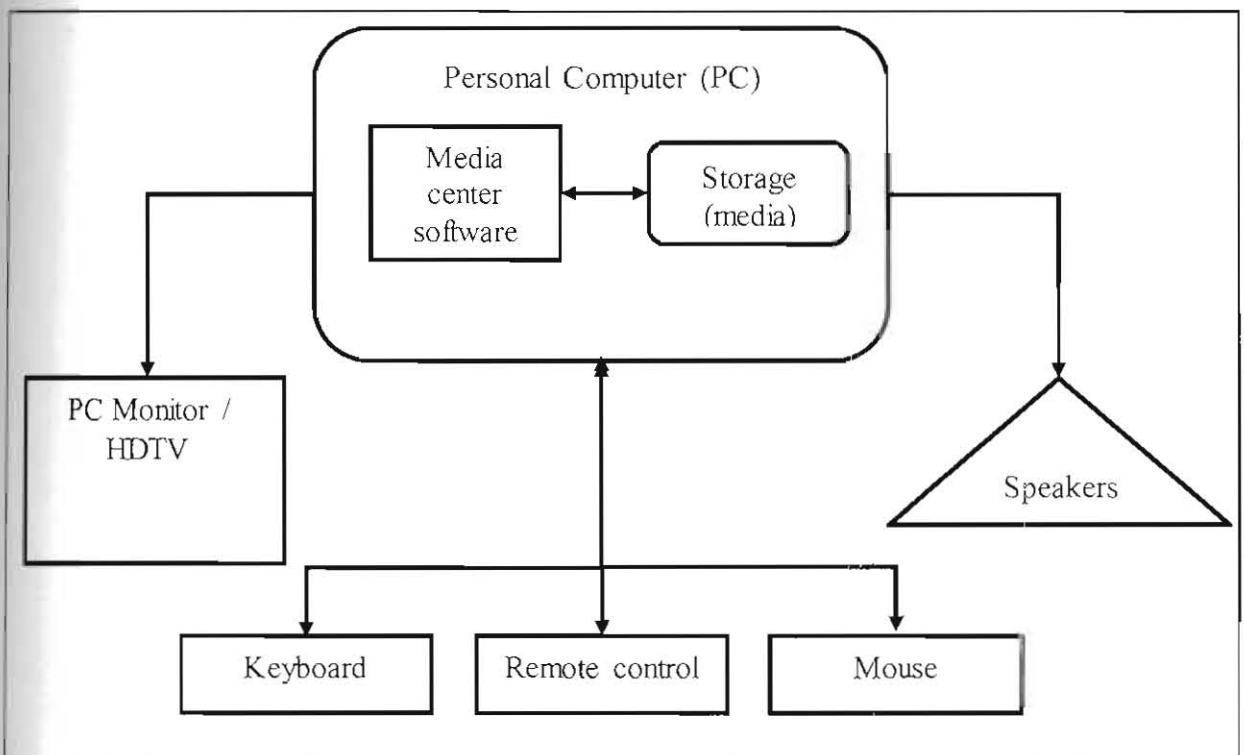 Personal Computer (PC)
Media
center
software
Storage
(media)
PC Monitor /
HDTV
Speakers
Keyboard
Remote control
Mouse